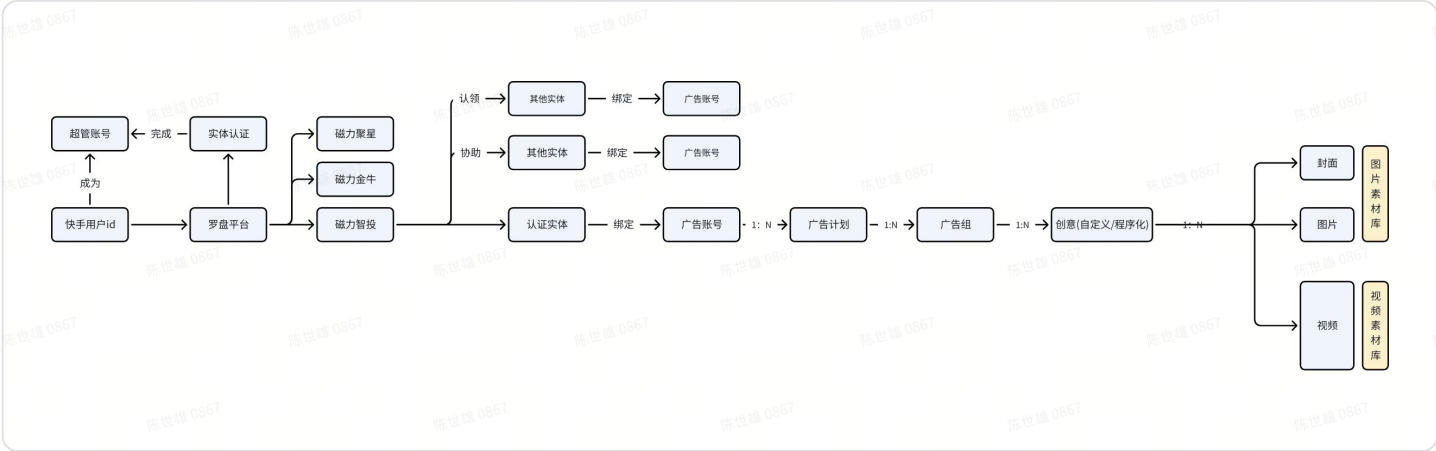 陈世雄 0867
认领
其他实体
绑定
广告账号
超管账号
完成
实体认证
磁力聚星
协助
其他实体
绑定
广告账号
成为
磁力金牛
快手用户id
罗盘平台
磁力智投
认证实体
绑定
广告账号
1: N
广告计划
1:N
广告组
1:N
创意(自定义/程序化)
1: N
封面
图片
图片素材库
视频
视频素材库